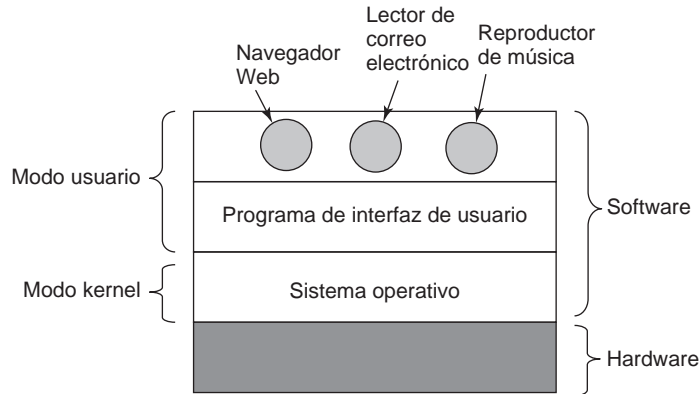 Navegador
Web
Lector de
correo
electrónico
Reproductor
de música
Modo usuario
Programa de interfaz de usuario
Software
Modo kernel
Sistema operativo
Hardware